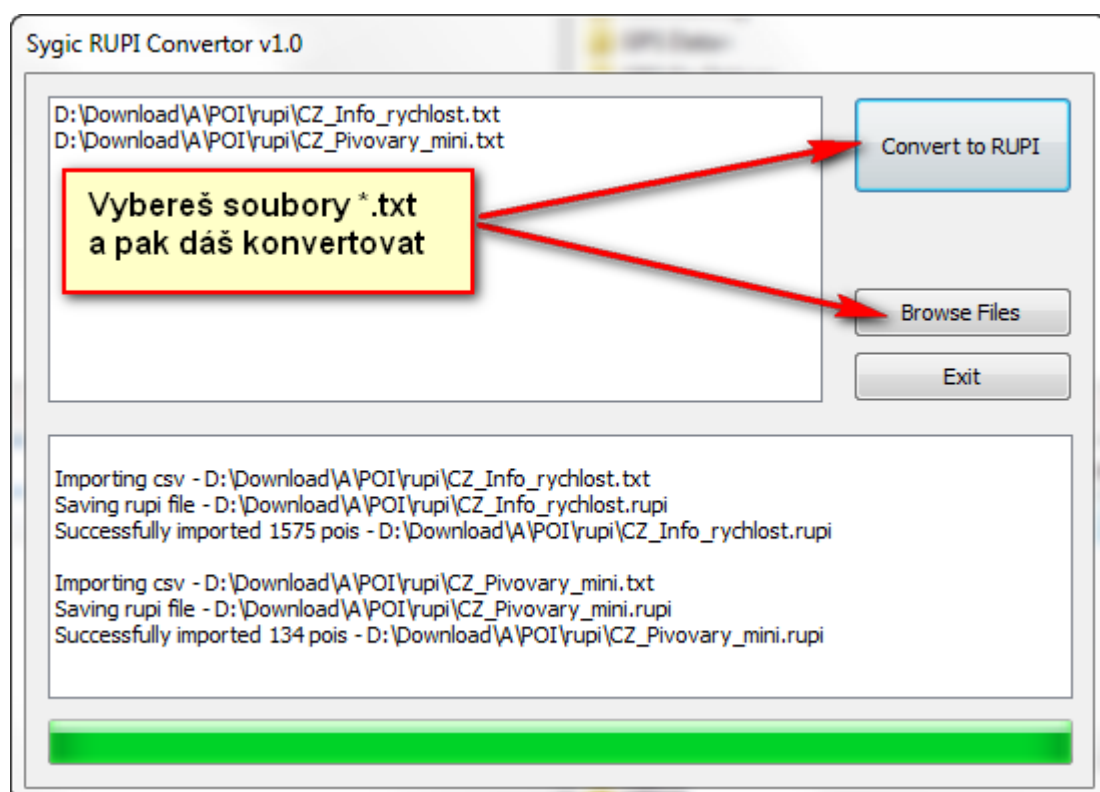 Sygic RUPI Convertor v1.0
D:\Download\A\POI\rupi\CZ_Info_rychlost.txt
D:\Download\A\POI\rupi\CZ_Pivovary_mini.txt
Convert to RUPI
Vybereš soubory *.txt
a pak dáš konvertovat
Browse Files
Exit
Importing csv - D:\Download\A\POI\rupi\CZ_Info_rychlost.txt
Saving rupi file - D:\Download\A\POI\rupi\CZ_Info_rychlost.rupi
Successfully imported 1575 pois - D:\Download\A\POI\rupi\CZ_Info_rychlost.rupi
Importing csv - D:\Download\A\POI\rupi\CZ_Pivovary_mini.txt
Saving rupi file - D:\Download\A\POI\rupi\CZ_Pivovary_mini.rupi
Successfully imported 134 pois - D:\Download\A\POI\rupi\CZ_Pivovary_mini.rupi